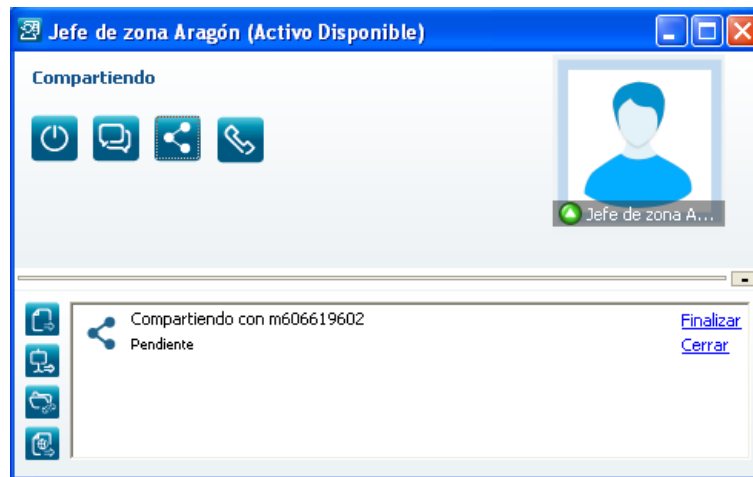 Jefe de zona Aragón (Activo Disponible)
Compartiendo
Jefe de zona A...
Compartiendo con m606619602
Finalizar
Pendiente
Cerrar